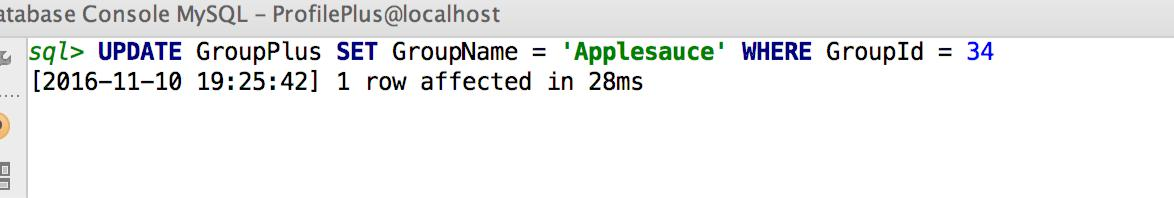 atabase Console MySQL – ProfilePlus@localhost
sql> UPDATE GroupPlus SET GroupName = 'Applesauce' WHERE GroupId = 34
[2016-11-10 19:25:42] 1 row affected in 28ms